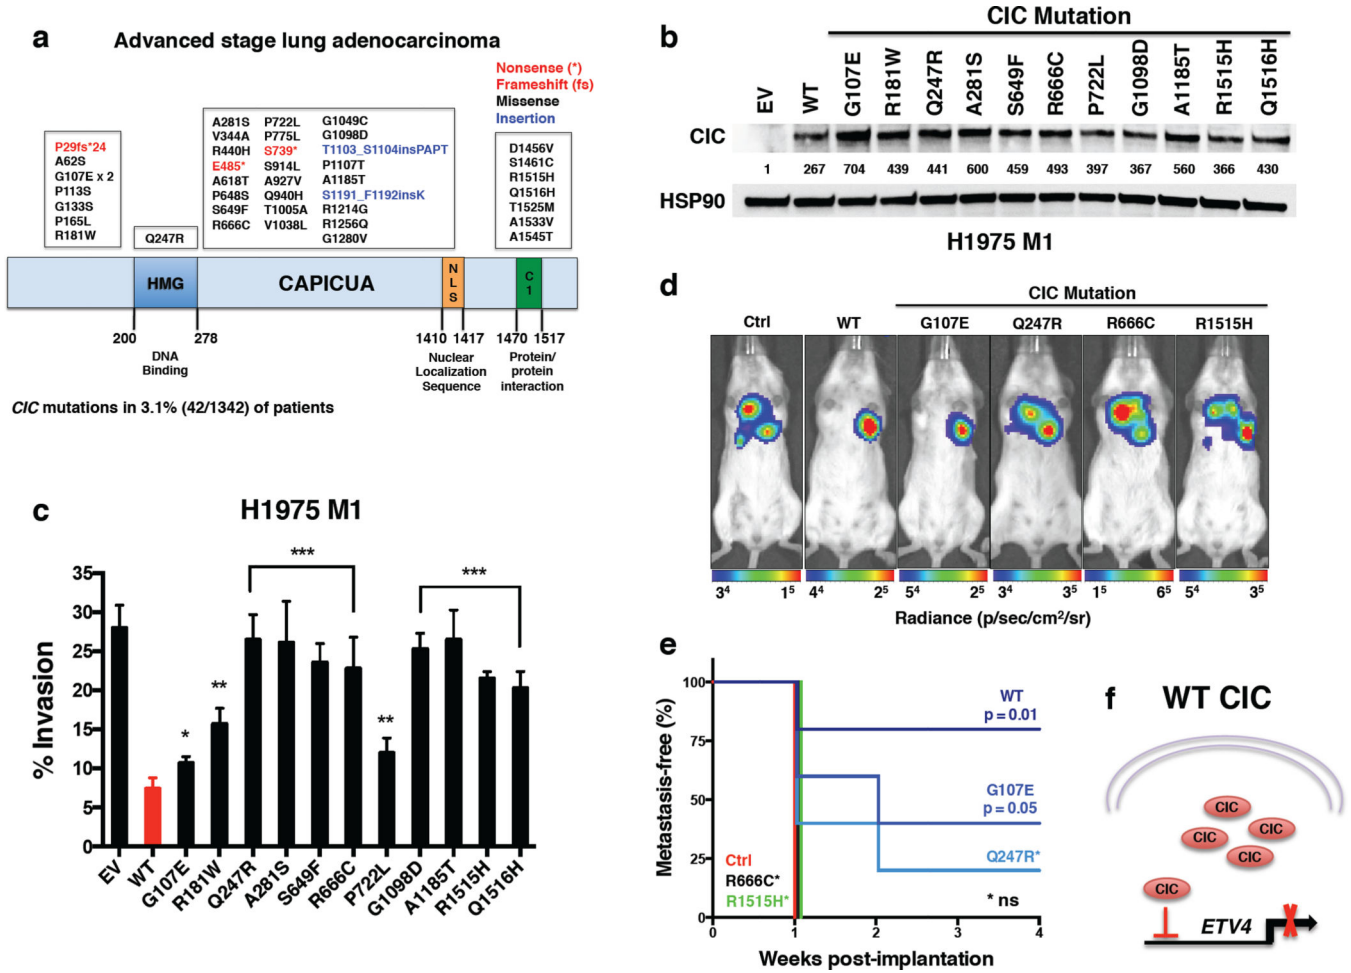 a
Advanced stage lung adenocarcinoma
Nonsense (*)
Frameshift (fs)
Missense
Insertion
P29fs*24
A62S
G107E x 2
P113S
G133S
P165L
R181W
Q247R
A281S P722L G1049C
V344A P775L G1098D
R440H S739* T1103_S1104insPAPT
E485* S914L P1107T
A618T A927V A1185T
P648S Q940H S1191_F1192insK
S649F T1005A R1214G
R666C V1038L R1256Q
G1280V
D1456V
S1461C
R1515H
Q1516H
T1525M
A1533V
A1545T
HMG
CAPICUA
NLS
C1
200 278 1410 1417 1470 1517
DNA
Binding
Nuclear
Localization
Sequence
Protein/
protein
interaction
CIC mutations in 3.1% (42/1342) of patients
b
CIC Mutation
EV WT G107E R181W Q247R A281S S649F R666C P722L G1098D A1185T R1515H Q1516H
CIC
1 267 704 439 441 600 459 493 397 367 560 366 430
HSP90
H1975 M1
c
H1975 M1
% Invasion
35
30
25
20
15
10
5
0
*
**
***
**
***
EV WT G107E R181W Q247R A281S S649F R666C P722L G1098D A1185T R1515H Q1516H
d
CIC Mutation
Ctrl WT G107E Q247R R666C R1515H
3⁴ 1⁵ 4⁴ 2⁵ 5⁴ 2⁵ 3⁴ 3⁵ 1⁵ 6⁵ 5⁴ 3⁵
Radiance (p/sec/cm²/sr)
e
Metastasis-free (%)
100
75
50
25
0
WT
p = 0.01
G107E
p = 0.05
Q247R*
* ns
Ctrl
R666C*
R1515H*
0 1 2 3 4
Weeks post-implantation
f
WT CIC
CIC
CIC
CIC
CIC
CIC
ETV4